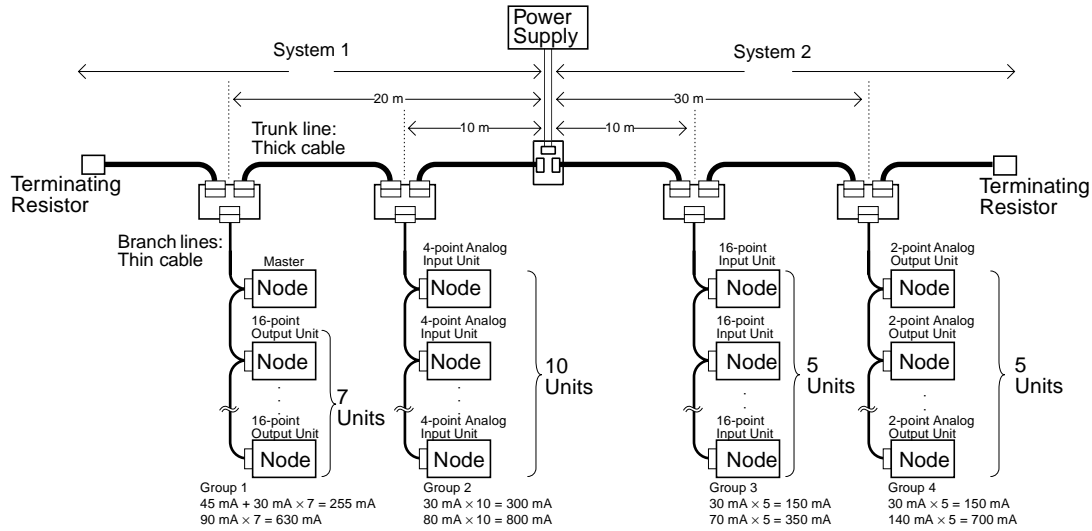 Power
Supply
System 1
System 2
20 m
30 m
10 m
10 m
Trunk line:
Thick cable
Terminating
Resistor
Terminating
Resistor
Branch lines:
Thin cable
Master
Node
16-point
Output Unit
Node
16-point
Output Unit
Node
7
Units
4-point Analog
Input Unit
Node
4-point Analog
Input Unit
Node
4-point Analog
Input Unit
Node
10
Units
16-point
Input Unit
Node
16-point
Input Unit
Node
16-point
Input Unit
Node
5
Units
2-point Analog
Output Unit
Node
2-point Analog
Output Unit
Node
2-point Analog
Output Unit
Node
5
Units
Group 1
45 mA + 30 mA × 7 = 255 mA
90 mA × 7 = 630 mA
Group 2
30 mA × 10 = 300 mA
80 mA × 10 = 800 mA
Group 3
30 mA × 5 = 150 mA
70 mA × 5 = 350 mA
Group 4
30 mA × 5 = 150 mA
140 mA × 5 = 700 mA